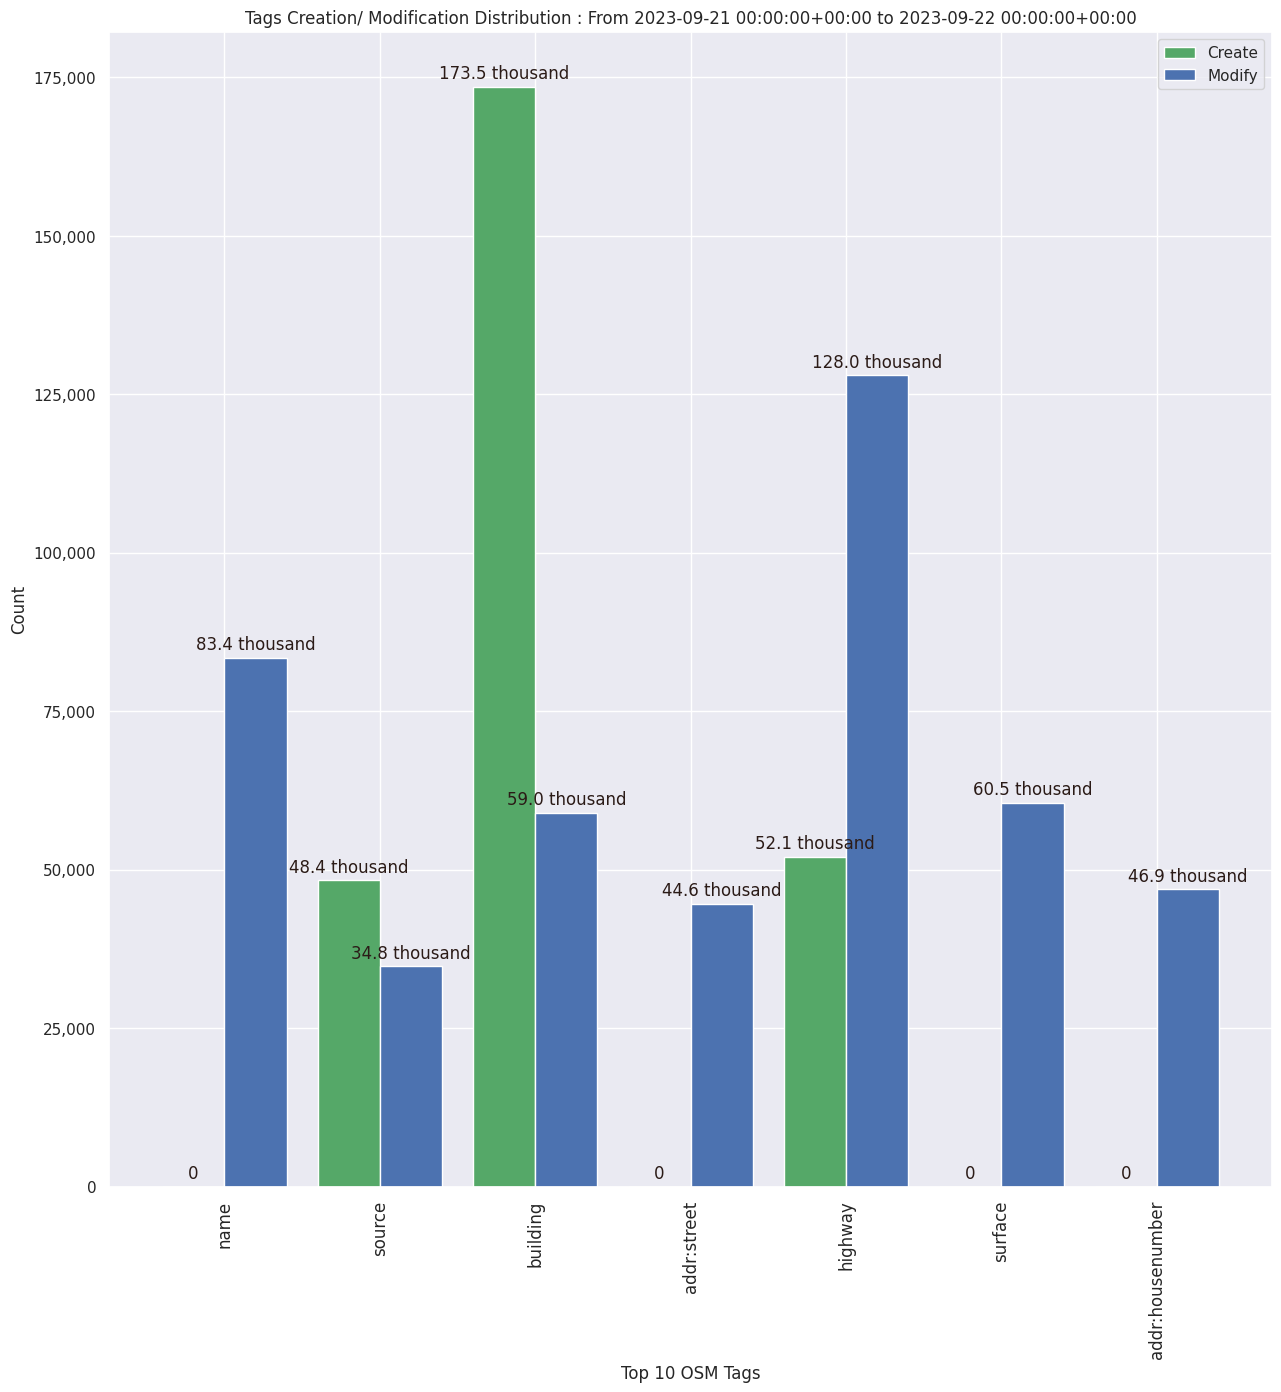 Tags Creation/ Modification Distribution : From 2023-09-21 00:00:00+00:00 to 2023-09-22 00:00:00+00:00
Create
Modify
Count
175,000
150,000
125,000
100,000
75,000
50,000
25,000
0
0
83.4 thousand
48.4 thousand
34.8 thousand
173.5 thousand
59.0 thousand
0
44.6 thousand
52.1 thousand
128.0 thousand
0
60.5 thousand
0
46.9 thousand
name
source
building
addr:street
highway
surface
addr:housenumber
Top 10 OSM Tags